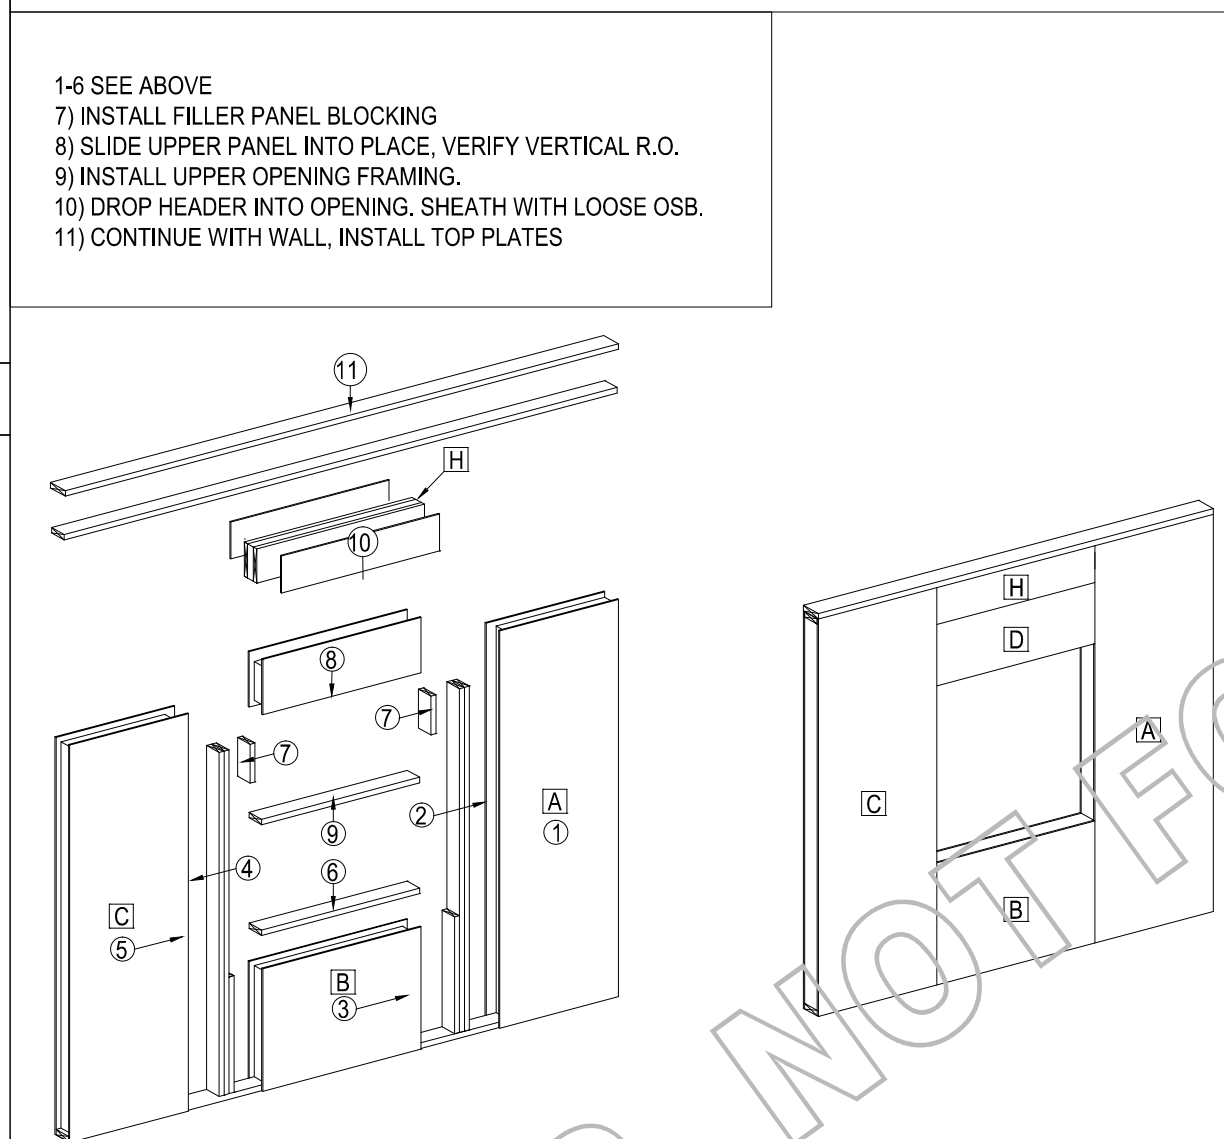 1-6 SEE ABOVE
7) INSTALL FILLER PANEL BLOCKING
8) SLIDE UPPER PANEL INTO PLACE, VERIFY VERTICAL R.O.
9) INSTALL UPPER OPENING FRAMING.
10) DROP HEADER INTO OPENING. SHEATH WITH LOOSE OSB.
11) CONTINUE WITH WALL, INSTALL TOP PLATES
11
H
10
8
7
7
9
2
A
1
4
6
C
5
B
3
H
D
A
C
B
NOT FO